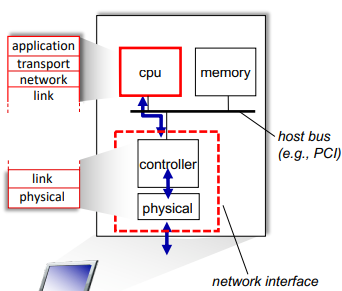 application
transport
network
link
cpu
memory
host bus
(e.g., PCI)
controller
link
physical
physical
network interface